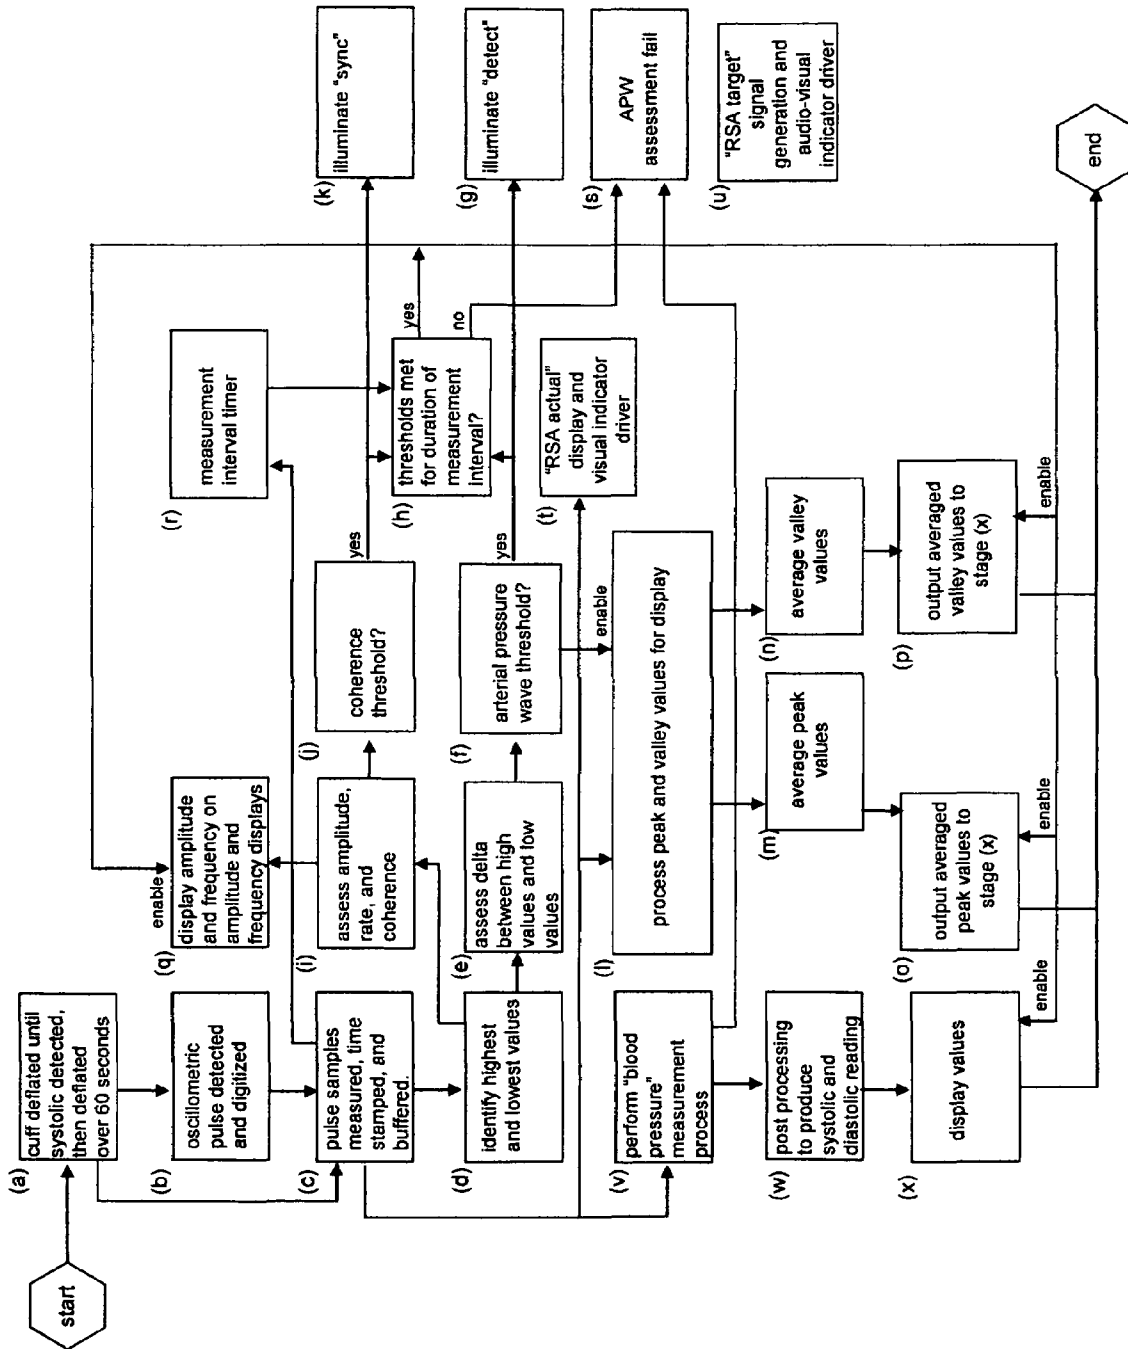 start
(a)
cuff deflated until
systolic detected,
then deflated
over 60 seconds
(b)
oscillometric
pulse detected
and digitized
(c)
pulse samples
measured, time
stamped, and
buffered.
(d)
identify highest
and lowest values
(e)
assess delta
between high
values and low
values
(f)
arterial pressure
wave threshold?
yes
enable
(g)
illuminate "detect"
(h)
thresholds met
for duration of
measurement
interval?
yes
no
(i)
assess amplitude,
rate, and
coherence
(j)
coherence
threshold?
yes
(k)
illuminate "sync"
(l)
process peak and valley values for display
(m)
average peak
values
(n)
average valley
values
(o)
output averaged
peak values to
stage (x)
enable
(p)
output averaged
valley values to
stage (x)
enable
(q)
enable
display amplitude
and frequency on
amplitude and
frequency displays
(r)
measurement
interval timer
(s)
APW
assessment fail
(t)
"RSA actual"
display and
visual indicator
driver
(u)
"RSA target"
signal
generation and
audio-visual
indicator driver
(v)
perform "blood
pressure"
measurement
process
(w)
post processing
to produce
systolic and
diastolic reading
(x)
display values
enable
end